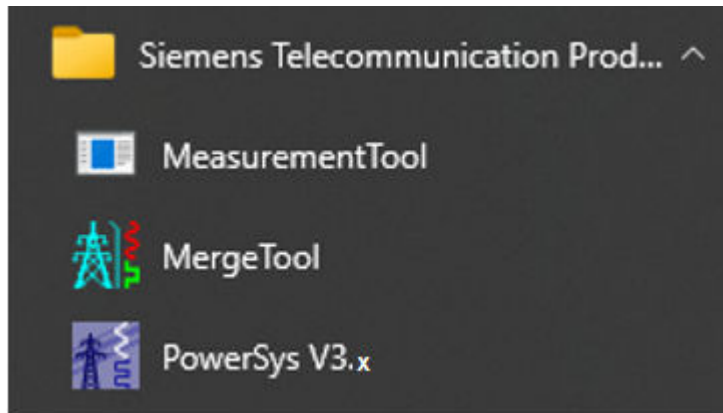 Siemens Telecommunication Prod...
MeasurementTool
MergeTool
PowerSys V3.x